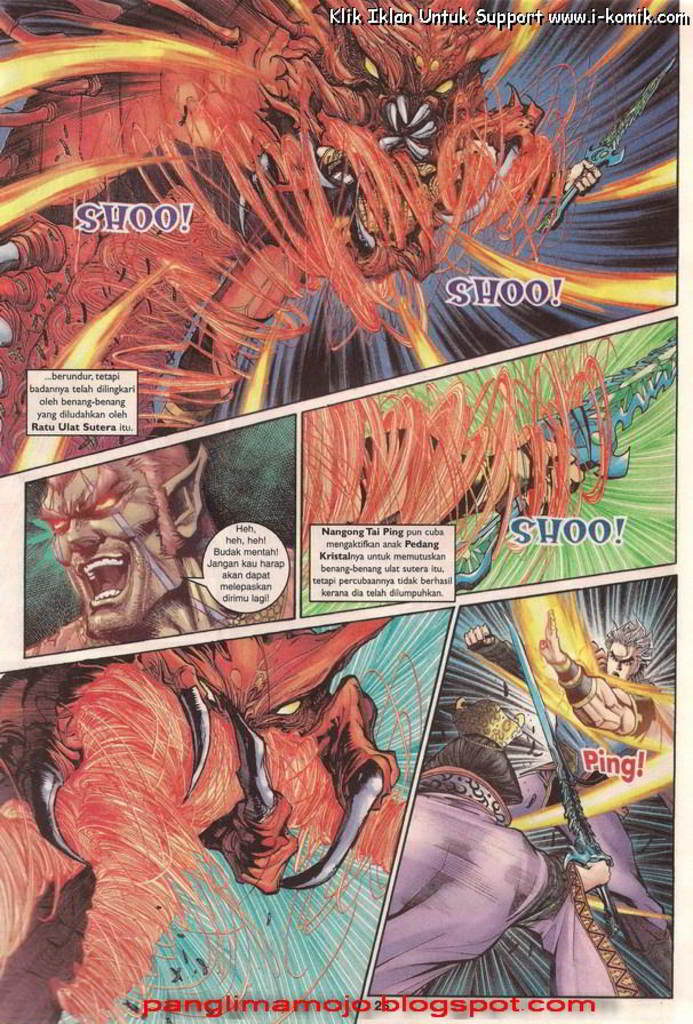 Klik Iklan Untuk Support www.i-komik.com
SHOO!
SHOO!
...berundur, tetapi
badannya telah dilingkari
oleh benang-benang
yang diludahkan oleh
Ratu Ulat Sutera itu.
Heh,
heh, heh!
Budak mentah!
Jangan kau harap
akan dapat
melepaskan
dirimu lagi!
SHOO!
Nangong Tai Ping pun cuba
mengaktifkan anak Pedang
Kristalnya untuk memutuskan
benang-benang ulat sutera itu,
tetapi percubaannya tidak berhasil
kerana dia telah dilumpuhkan.
Ping!
panglimamojo.blogspot.com